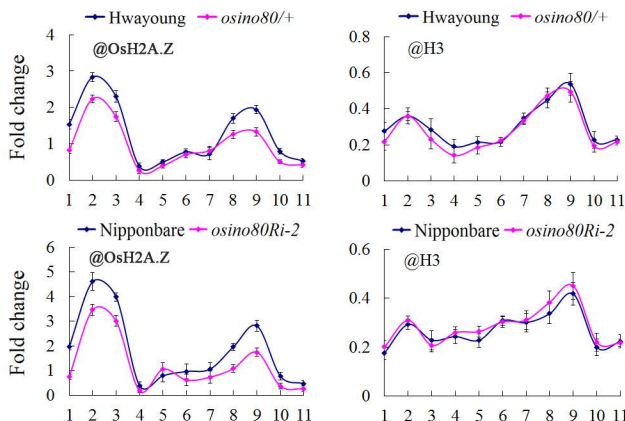 Hwayoung osino80/+
@OsH2A.Z
Fold change
4
3
2
1
0
1 2 3 4 5 6 7 8 9 10 11
Hwayoung osino80/+
@H3
0.8
0.6
0.4
0.2
0
1 2 3 4 5 6 7 8 9 10 11
Nipponbare osino80Ri-2
@OsH2A.Z
Fold change
6
5
4
3
2
1
0
1 2 3 4 5 6 7 8 9 10 11
Nipponbare osino80Ri-2
@H3
0.6
0.4
0.2
0
1 2 3 4 5 6 7 8 9 10 11